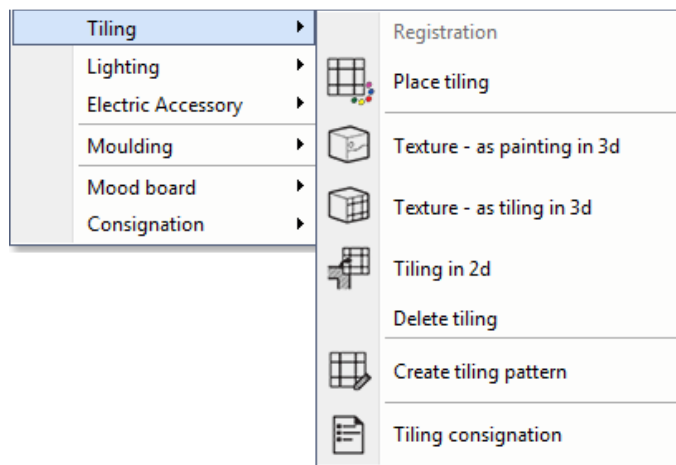 Tiling
Lighting
Electric Accessory
Moulding
Mood board
Consignation
Registration
Place tiling
Texture - as painting in 3d
Texture - as tiling in 3d
Tiling in 2d
Delete tiling
Create tiling pattern
Tiling consignation